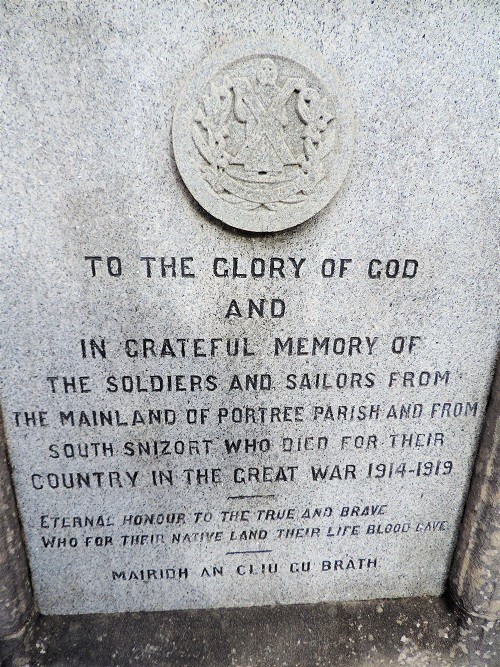 TO THE GLORY OF GOD
AND
IN GRATEFUL MEMORY OF
THE SOLDIERS AND SAILORS FROM
THE MAINLAND OF PORTREE PARISH AND FROM
SOUTH SNIZORT WHO DIED FOR THEIR
COUNTRY IN THE GREAT WAR 1914-1919
ETERNAL HONOUR TO THE TRUE AND BRAVE
WHO FOR THEIR NATIVE LAND THEIR LIFE BLOOD GAVE
MAIRIDH AN CLIU GU BRÀTH